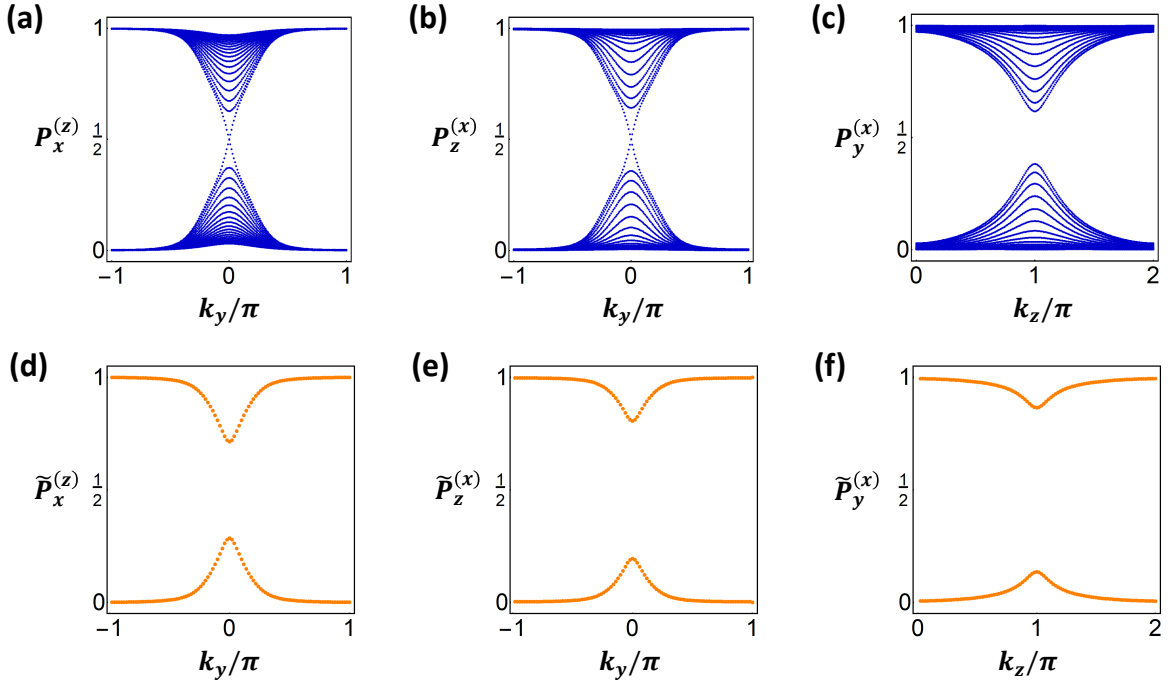 (a)
1
P_x^{(z)} 1/2
0
−1 0 1
k_y/π
(b)
1
P_z^{(x)} 1/2
0
−1 0 1
k_y/π
(c)
1
P_y^{(x)} 1/2
0
0 1 2
k_z/π
(d)
1
P̃_x^{(z)} 1/2
0
−1 0 1
k_y/π
(e)
1
P̃_z^{(x)} 1/2
0
−1 0 1
k_y/π
(f)
1
P̃_y^{(x)} 1/2
0
0 1 2
k_z/π